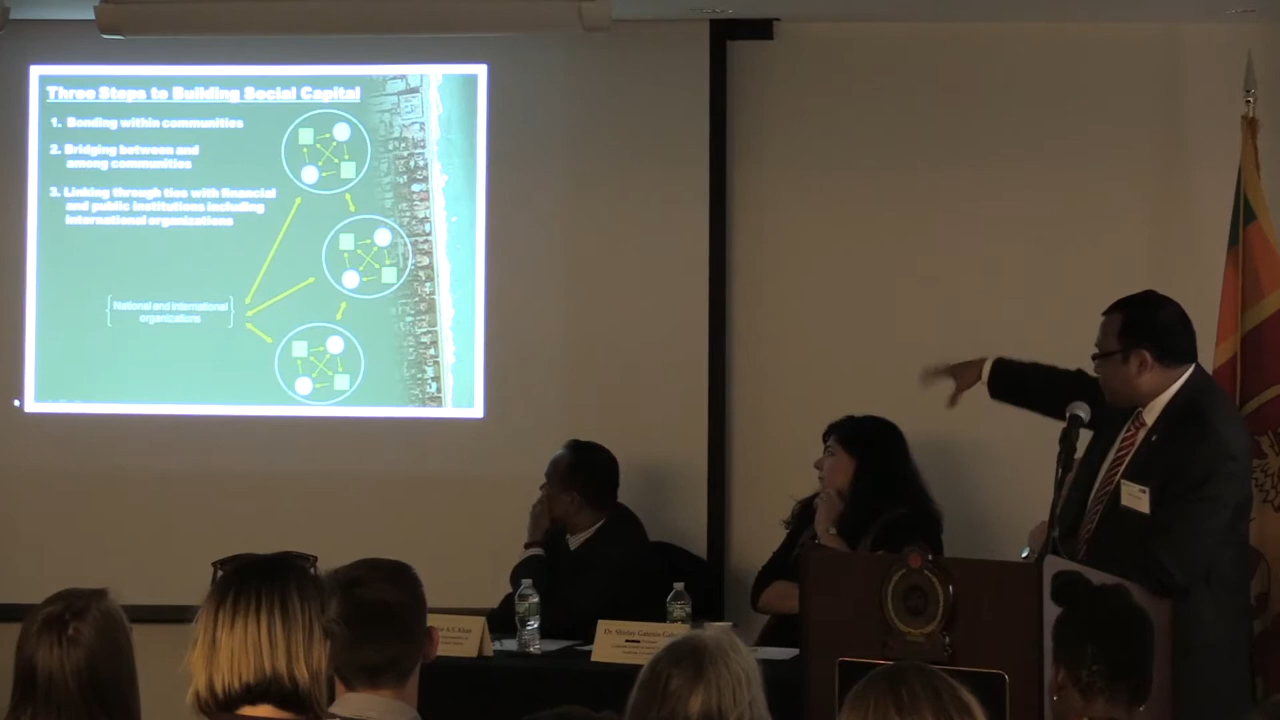 Three Steps to Building Social Capital
1. Bonding within communities
2. Bridging between and
among communities
3. Linking through ties with financial
and public institutions including
international organizations
National and international
organizations
A.S. Khan
Dr. Shirley